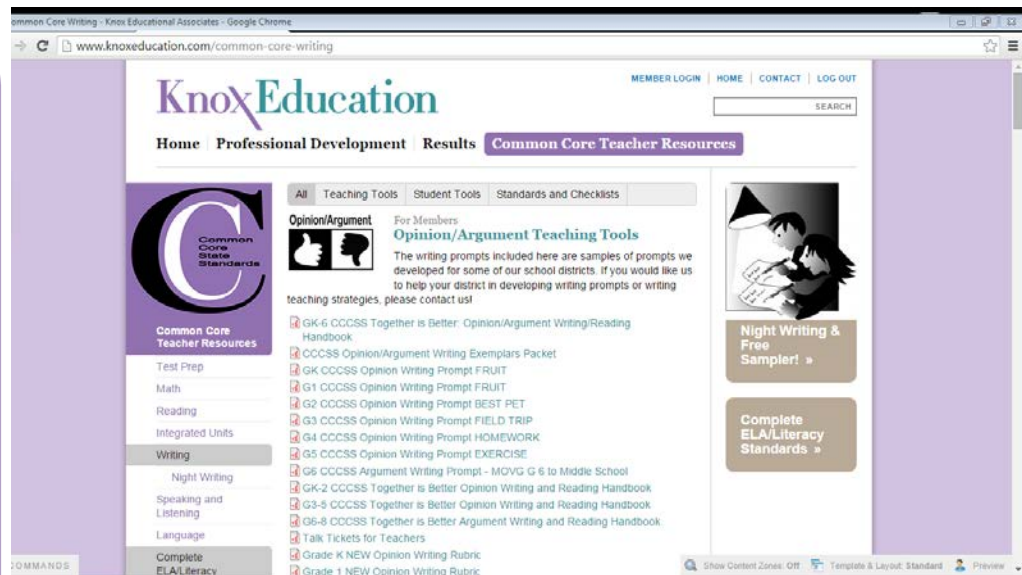 ommon Core Writing - Knox Educational Associates - Google Chrome
www.knoxeducation.com/common-core-writing
MEMBER LOGIN | HOME | CONTACT | LOG OUT
KnoxEducation
SEARCH
Home | Professional Development | Results Common Core Teacher Resources
Common
Core
State
Standards
Common Core
Teacher Resources
Test Prep
Math
Reading
Integrated Units
Writing
Night Writing
Speaking and
Listening
Language
Complete
ELA/Literacy
All Teaching Tools Student Tools Standards and Checklists
Opinion/Argument
For Members
Opinion/Argument Teaching Tools
The writing prompts included here are samples of prompts we
developed for some of our school districts. If you would like us
to help your district in developing writing prompts or writing
teaching strategies, please contact us!
GK-6 CCCSS Together is Better: Opinion/Argument Writing/Reading
Handbook
CCCSS Opinion/Argument Writing Exemplars Packet
GK CCCSS Opinion Writing Prompt FRUIT
G1 CCCSS Opinion Writing Prompt FRUIT
G2 CCCSS Opinion Writing Prompt BEST PET
G3 CCCSS Opinion Writing Prompt FIELD TRIP
G4 CCCSS Opinion Writing Prompt HOMEWORK
G5 CCCSS Opinion Writing Prompt EXERCISE
G6 CCCSS Argument Writing Prompt - MOVG G 6 to Middle School
GK-2 CCCSS Together is Better Opinion Writing and Reading Handbook
G3-5 CCCSS Together is Better Opinion Writing and Reading Handbook
G6-8 CCCSS Together is Better Argument Writing and Reading Handbook
Talk Tickets for Teachers
Grade K NEW Opinion Writing Rubric
Grade 1 NEW Opinion Writing Rubric
Night Writing &
Free
Sampler! »
Complete
ELA/Literacy
Standards »
OMMANDS
Show Content Zones: Off Template & Layout: Standard Preview